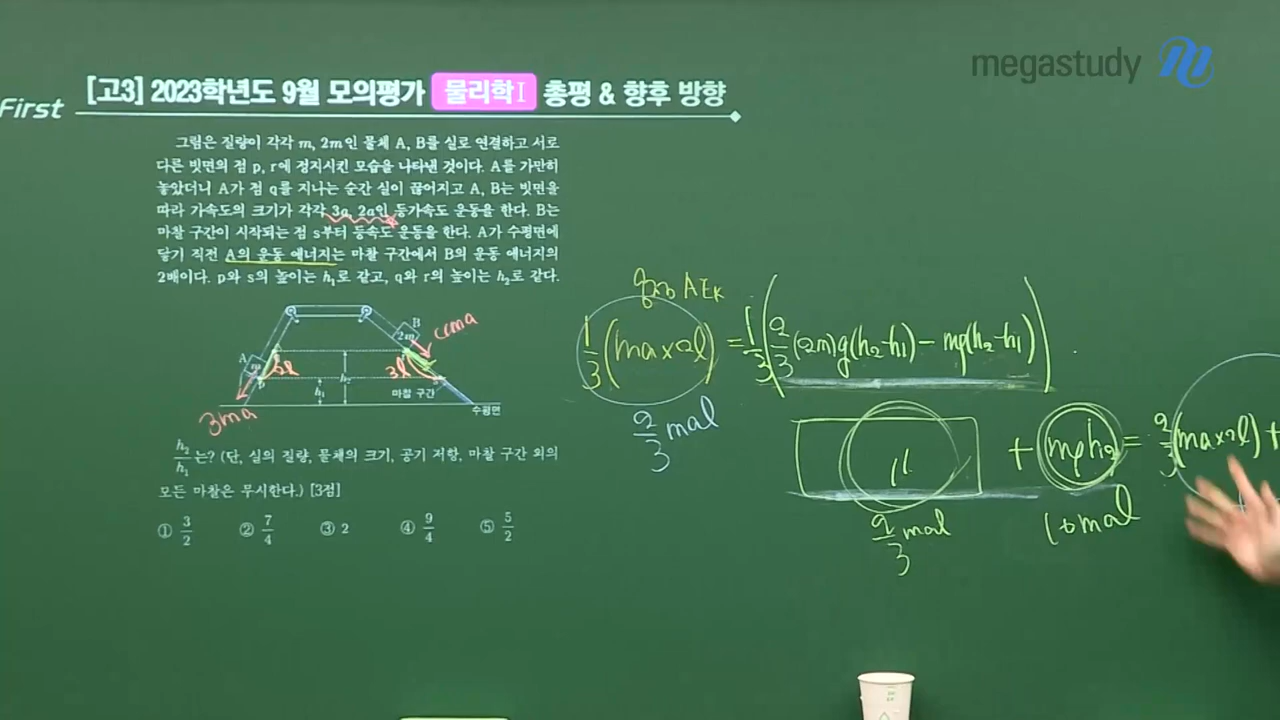 megastudy
First
[고3] 2023학년도 9월 모의평가 물리학I 총평 & 향후 방향
그림은 질량이 각각 m, 2m인 물체 A, B를 실로 연결하고 서로
다른 빗면의 점 p, r에 정지시킨 모습을 나타낸 것이다. A를 가만히
놓았더니 A가 점 q를 지나는 순간 실이 끊어지고 A, B는 빗면을
따라 가속도의 크기가 각각 3a, 2a인 등가속도 운동을 한다. B는
마찰 구간이 시작되는 점 s부터 등속도 운동을 한다. A가 수평면에
닿기 직전 A의 운동 에너지는 마찰 구간에서 B의 운동 에너지의
2배이다. p와 s의 높이는 h₁로 같고, q와 r의 높이는 h₂로 같다.
A
B
2m
3ma
2l
3l
h₂
h₁
마찰 구간
수평면
h₂/h₁는? (단, 실의 질량, 물체의 크기, 공기 저항, 마찰 구간 외의
모든 마찰은 무시한다.) [3점]
① 3/2 ② 7/4 ③ 2 ④ 9/4 ⑤ 5/2
1/3 (ma×2l) = 1/3 (2/3 (2m)g(h₂-h₁) - mg(h₂-h₁))
2/3 mal
+ mgh₂ = 2/3 (ma×2l) +
2/3 mal